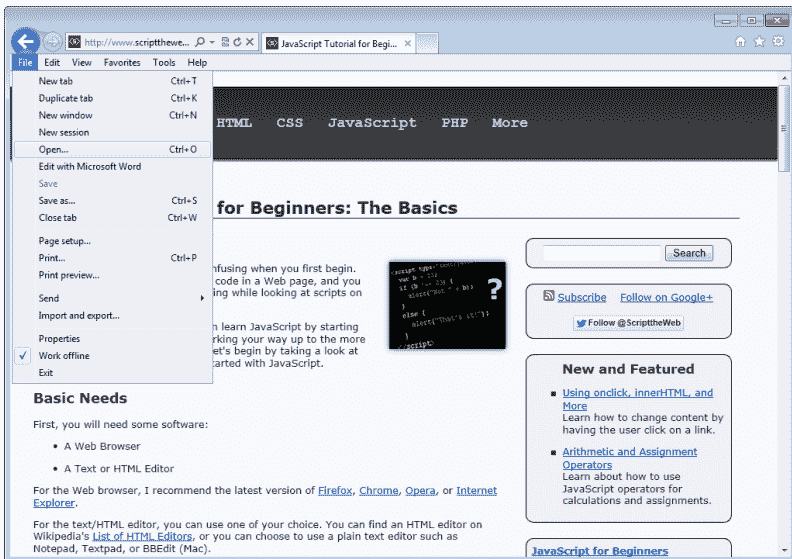 http://www.scriptthewe...
JavaScript Tutorial for Begi...
File Edit View Favorites Tools Help
New tab Ctrl+T
Duplicate tab Ctrl+K
New window Ctrl+N
New session
Open... Ctrl+O
Edit with Microsoft Word
Save
Save as... Ctrl+S
Close tab Ctrl+W
Page setup...
Print... Ctrl+P
Print preview...
Send
Import and export...
Properties
Work offline
Exit
HTML CSS JavaScript PHP More
for Beginners: The Basics
nfusing when you first begin.
code in a Web page, and you
ing while looking at scripts on
n learn JavaScript by starting
rking your way up to the more
et's begin by taking a look at
tarted with JavaScript.
<script type="text/j
var b = 23;
else {
alert("That's it!");
}
</script>
?
Basic Needs
First, you will need some software:
• A Web Browser
• A Text or HTML Editor
For the Web browser, I recommend the latest version of Firefox, Chrome, Opera, or Internet
Explorer.
For the text/HTML editor, you can use one of your choice. You can find an HTML editor on
Wikipedia's List of HTML Editors, or you can choose to use a plain text editor such as
Notepad, Textpad, or BBEdit (Mac).
Search
Subscribe Follow on Google+
Follow @ScripttheWeb
New and Featured
Using onclick, innerHTML, and
More
Learn how to change content by
having the user click on a link.
Arithmetic and Assignment
Operators
Learn about how to use
JavaScript operators for
calculations and assignments.
JavaScript for Beginners